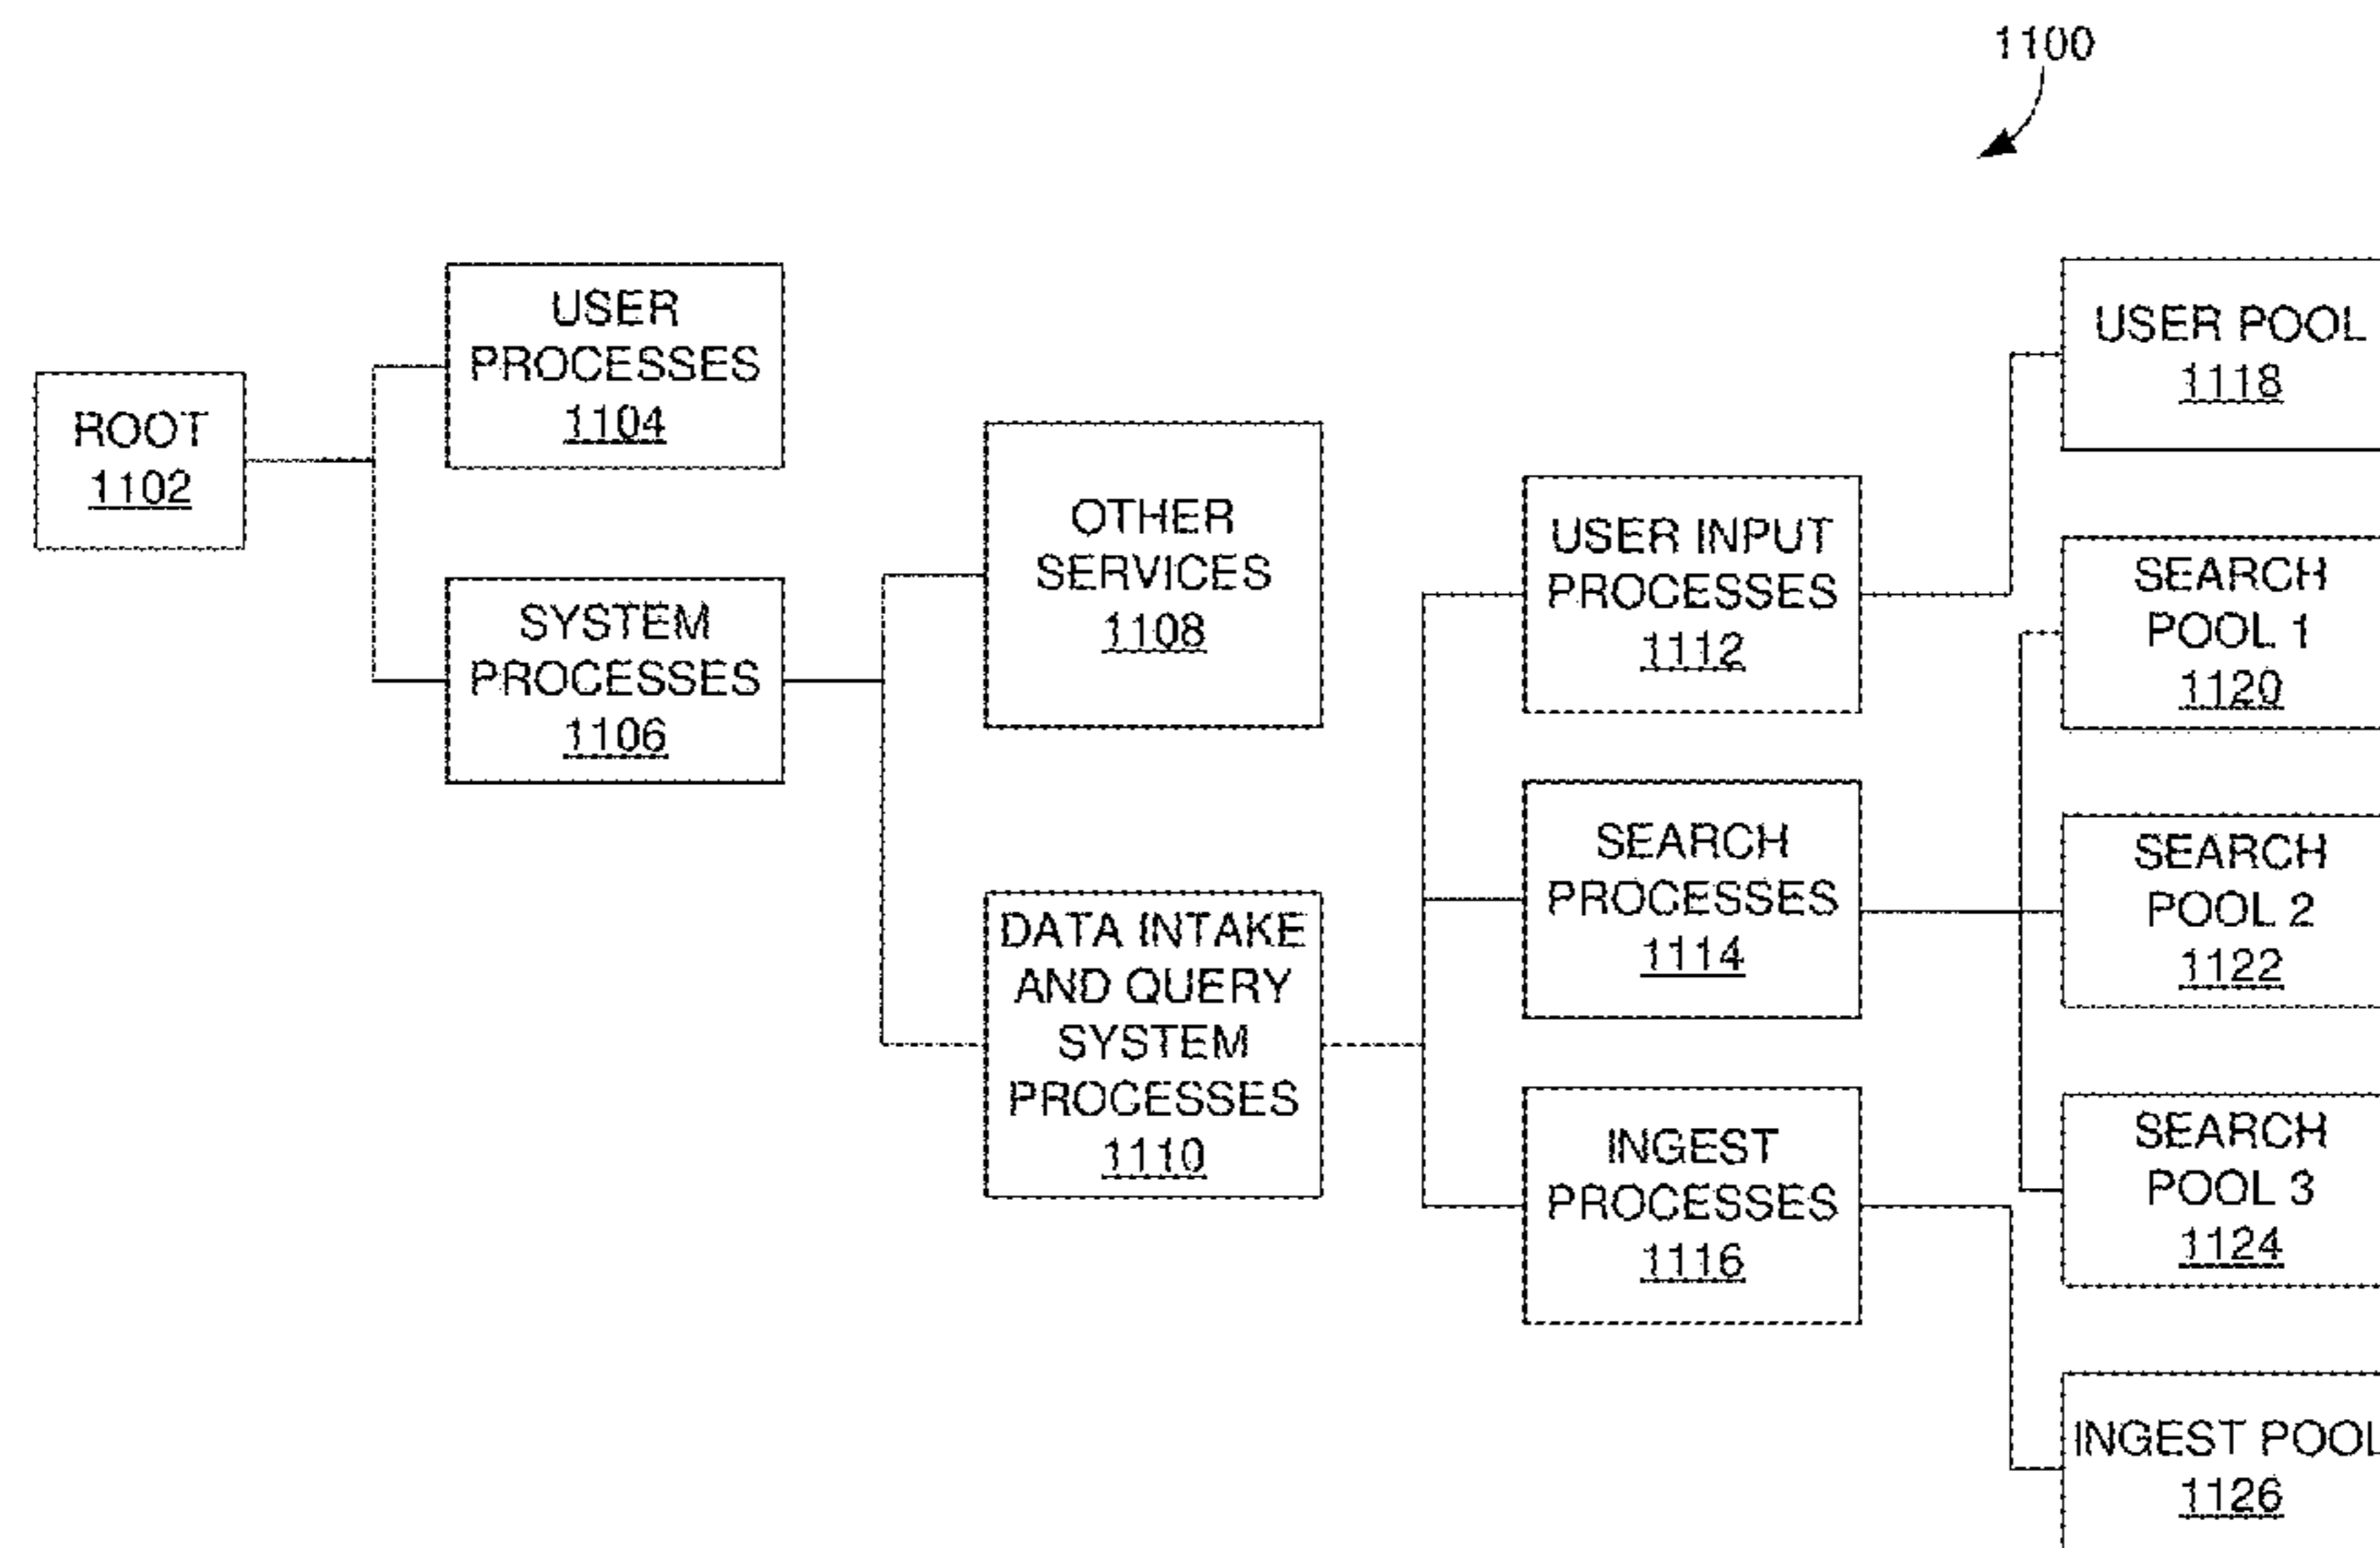 1100
ROOT
1102
USER
PROCESSES
1104
SYSTEM
PROCESSES
1106
OTHER
SERVICES
1108
DATA INTAKE
AND QUERY
SYSTEM
PROCESSES
1110
USER INPUT
PROCESSES
1112
SEARCH
PROCESSES
1114
INGEST
PROCESSES
1116
USER POOL
1118
SEARCH
POOL 1
1120
SEARCH
POOL 2
1122
SEARCH
POOL 3
1124
INGEST POOL
1126